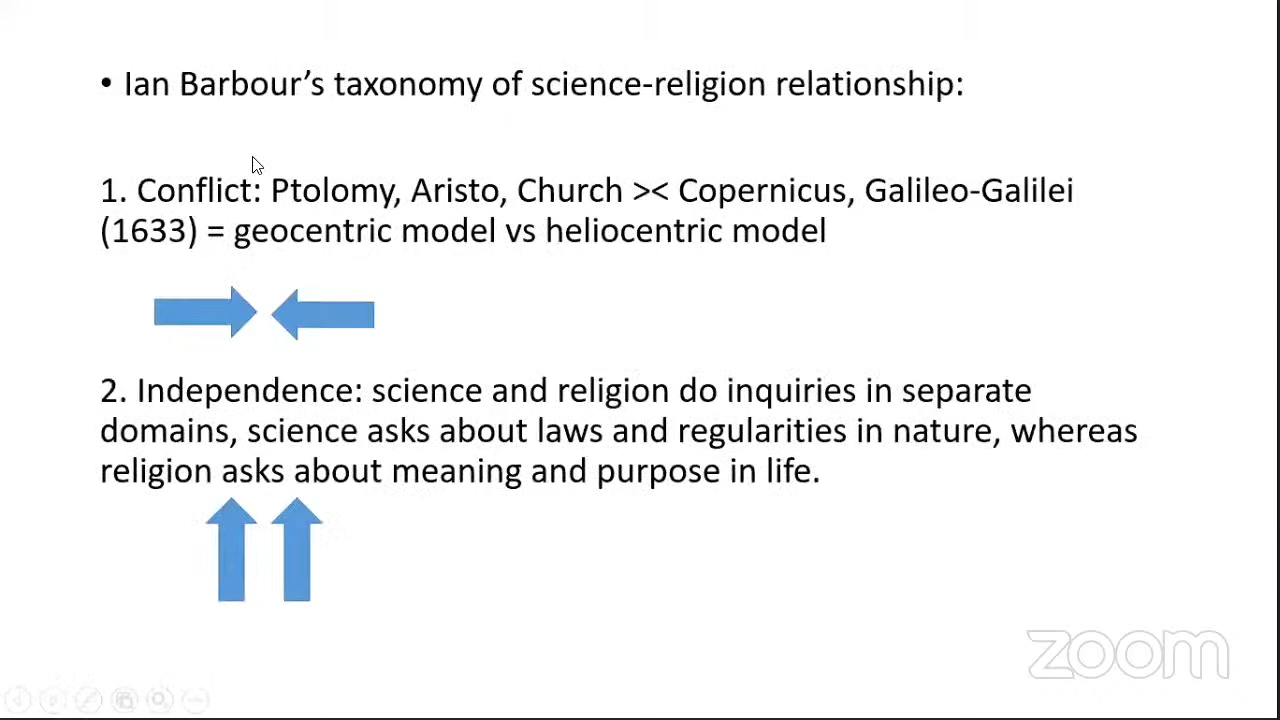 • Ian Barbour’s taxonomy of science-religion relationship:
1. Conflict: Ptolomy, Aristo, Church >< Copernicus, Galileo-Galilei
(1633) = geocentric model vs heliocentric model
2. Independence: science and religion do inquiries in separate
domains, science asks about laws and regularities in nature, whereas
religion asks about meaning and purpose in life.
zoom